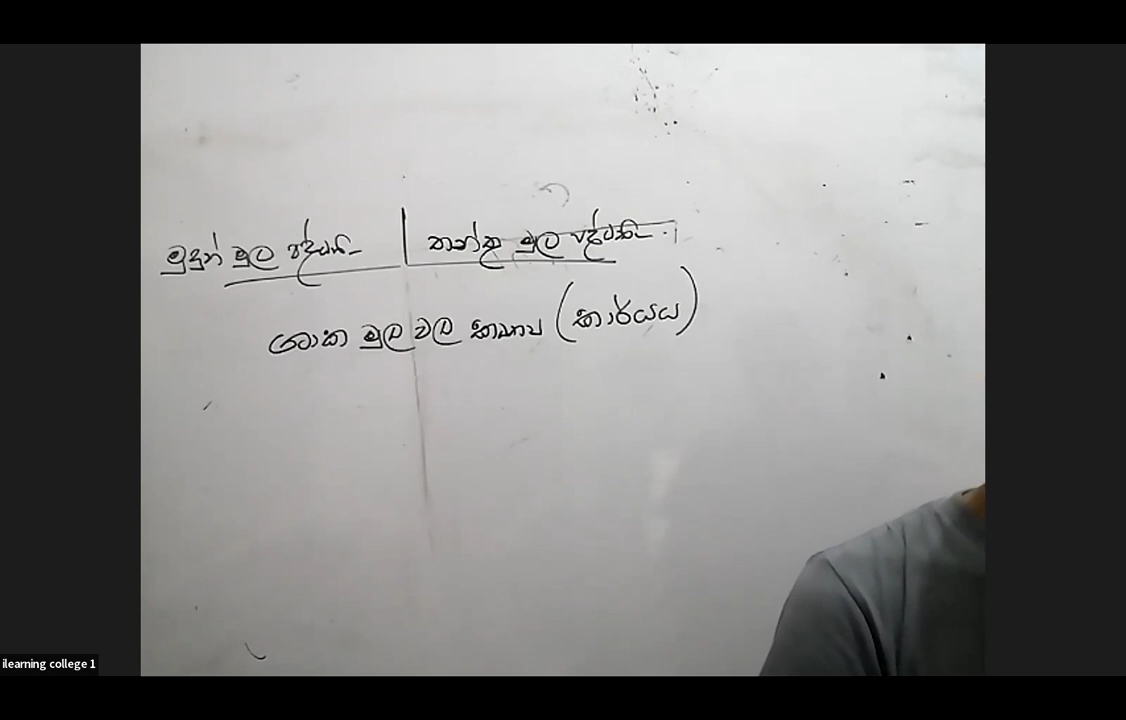 මුදුන් මූල පද්ධති | තන්තු මූල පද්ධති
ශාක මුල් වල කෘත්‍ය (කාර්යය)
ilearning college 1